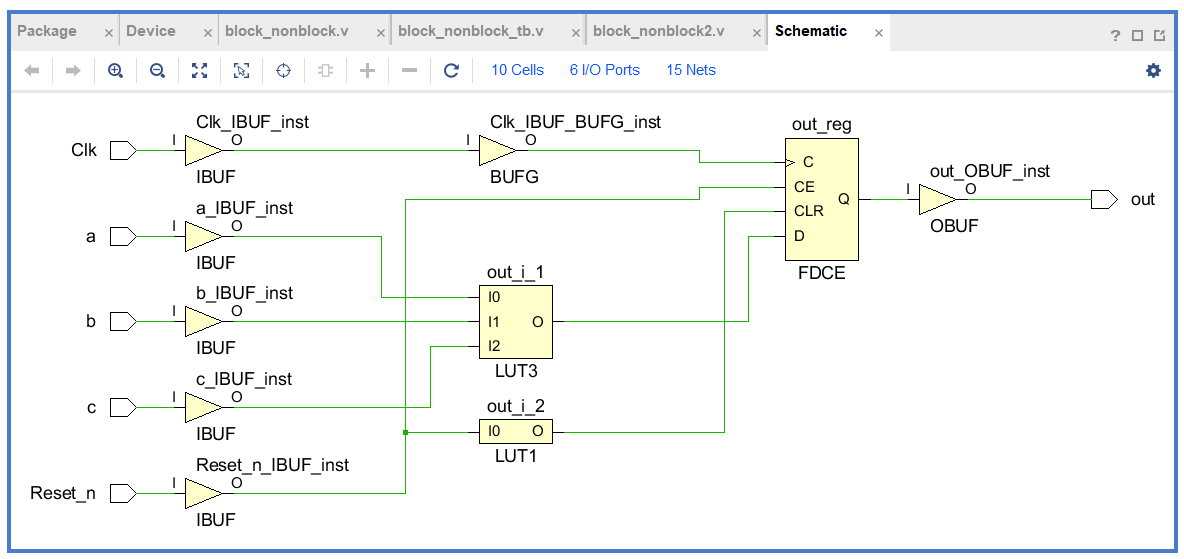 Package × Device × block_nonblock.v × block_nonblock_tb.v × block_nonblock2.v × Schematic × ?
10 Cells 6 I/O Ports 15 Nets
Clk_IBUF_inst Clk_IBUF_BUFG_inst out_reg
Clk I O I O C
IBUF BUFG CE out_OBUF_inst
a_IBUF_inst CLR Q I O out
a I O D OBUF
IBUF out_i_1 FDCE
b_IBUF_inst I0
b I O I1 O
IBUF I2
c_IBUF_inst LUT3
c I O out_i_2
IBUF I0 O
Reset_n_IBUF_inst LUT1
Reset_n I O
IBUF